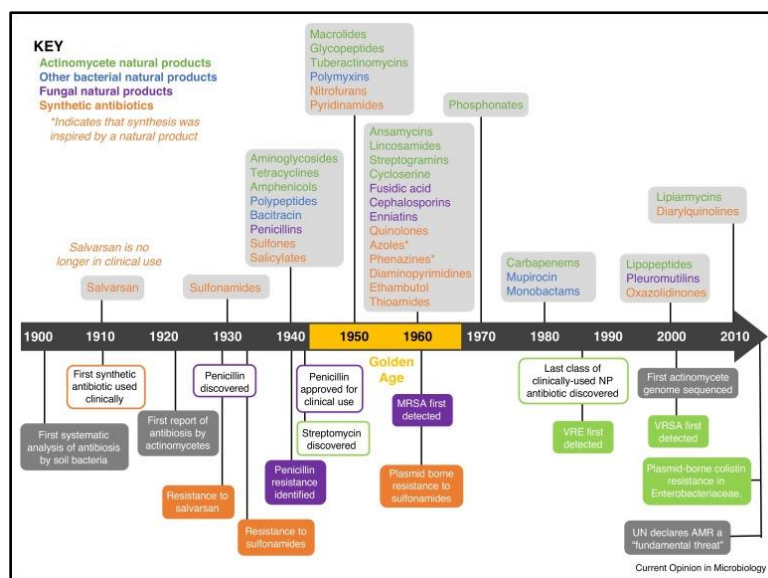 KEY
Actinomycete natural products
Other bacterial natural products
Fungal natural products
Synthetic antibiotics
*Indicates that synthesis was
inspired by a natural product
Salvarsan is no
longer in clinical use
Salvarsan
Sulfonamides
Aminoglycosides
Tetracyclines
Amphenicols
Polypeptides
Bacitracin
Penicillins
Sulfones
Salicylates
Macrolides
Glycopeptides
Tuberactinomycins
Polymyxins
Nitrofurans
Pyridinamides
Ansamycins
Lincosamides
Streptogramins
Cycloserine
Fusidic acid
Cephalosporins
Enniatins
Quinolones
Azoles*
Phenazines*
Diaminopyrimidines
Ethambutol
Thioamides
Phosphonates
Carbapenems
Mupirocin
Monobactams
Lipopeptides
Pleuromutilins
Oxazolidinones
Lipiarmycins
Diarylquinolines
1900 1910 1920 1930 1940 1950 1960 1970 1980 1990 2000 2010
Golden
Age
First systematic
analysis of antibiosis
by soil bacteria
First synthetic
antibiotic used
clinically
First report of
antibiosis by
actinomycetes
Penicillin
discovered
Resistance to
salvarsan
Resistance to
sulfonamides
Penicillin
resistance
identified
Penicillin
approved for
clinical use
Streptomycin
discovered
MRSA first
detected
Plasmid borne
resistance to
sulfonamides
Last class of
clinically-used NP
antibiotic discovered
VRE first
detected
First actinomycete
genome sequenced
VRSA first
detected
Plasmid-borne colistin
resistance in
Enterobacteriaceae.
UN declares AMR a
"fundamental threat"
Current Opinion in Microbiology